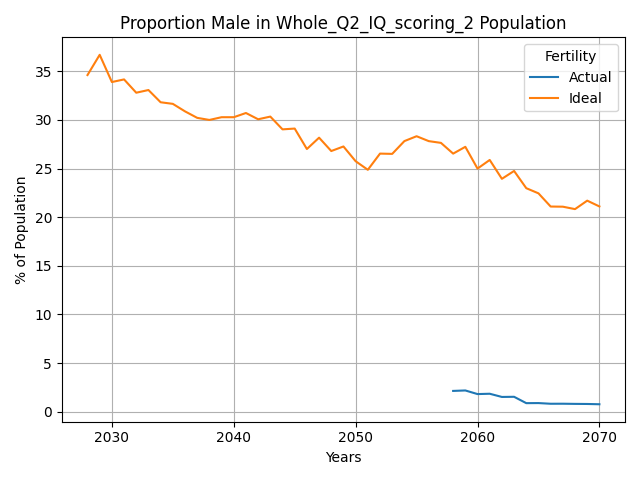 Proportion Male in Whole_Q2_IQ_scoring_2 Population
Fertility
Actual
Ideal
% of Population
35
30
25
20
15
10
5
0
2030
2040
2050
2060
2070
Years